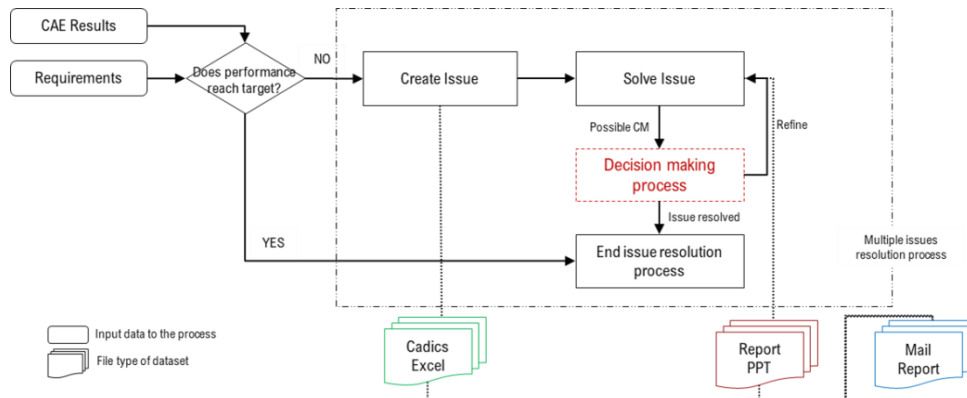 CAE Results
Requirements
Does performance
reach target?
NO
Create Issue
Solve Issue
Possible CM
Refine
Decision making
process
Issue resolved
YES
End issue resolution
process
Multiple issues
resolution process
Input data to the process
File type of dataset
Cadics
Excel
Report
PPT
Mail
Report